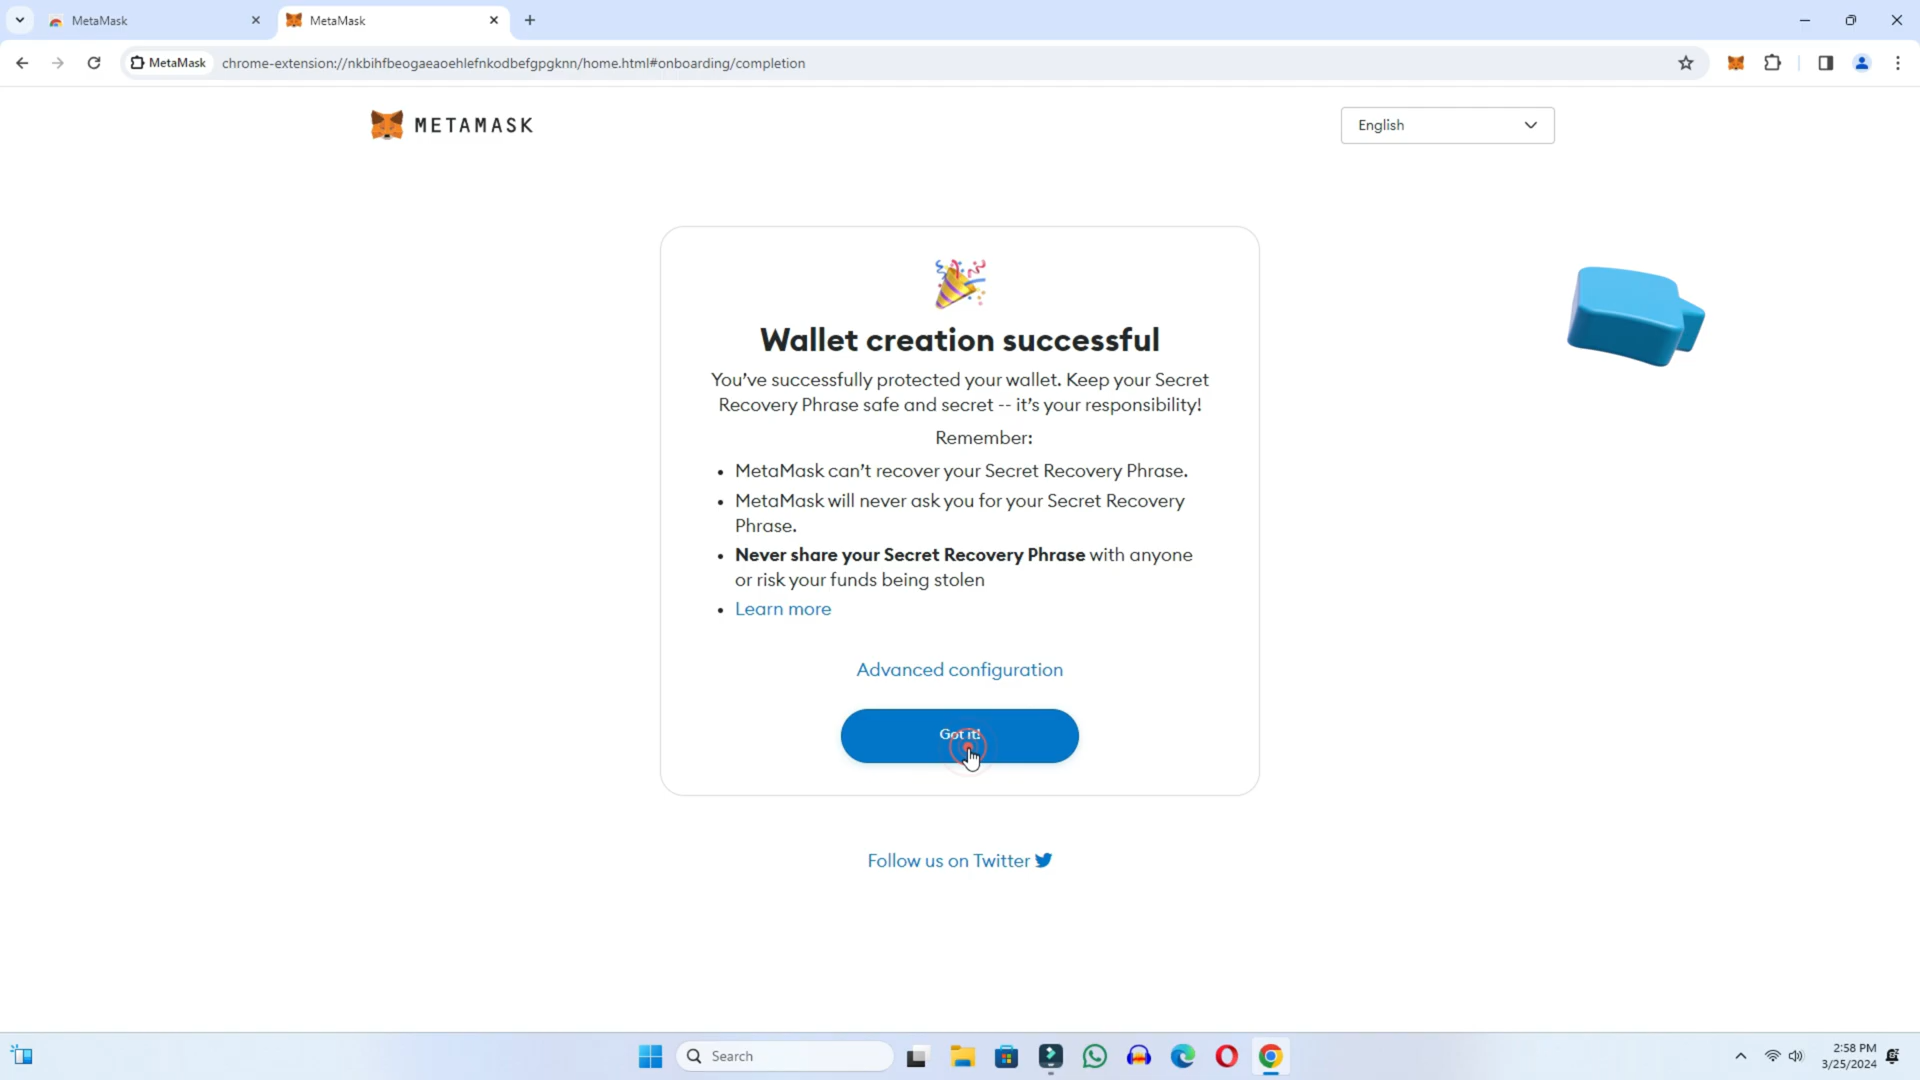 MetaMask
MetaMask
MetaMask
chrome-extension://nkbihfbeogaeaoehlefnkodbefgpgknn/home.html#onboarding/completion
METAMASK
English
Wallet creation successful
You've successfully protected your wallet. Keep your Secret
Recovery Phrase safe and secret -- it's your responsibility!
Remember:
• MetaMask can't recover your Secret Recovery Phrase.
• MetaMask will never ask you for your Secret Recovery
Phrase.
• Never share your Secret Recovery Phrase with anyone
or risk your funds being stolen
• Learn more
Advanced configuration
Got it!
Follow us on Twitter
Search
2:58 PM
3/25/2024